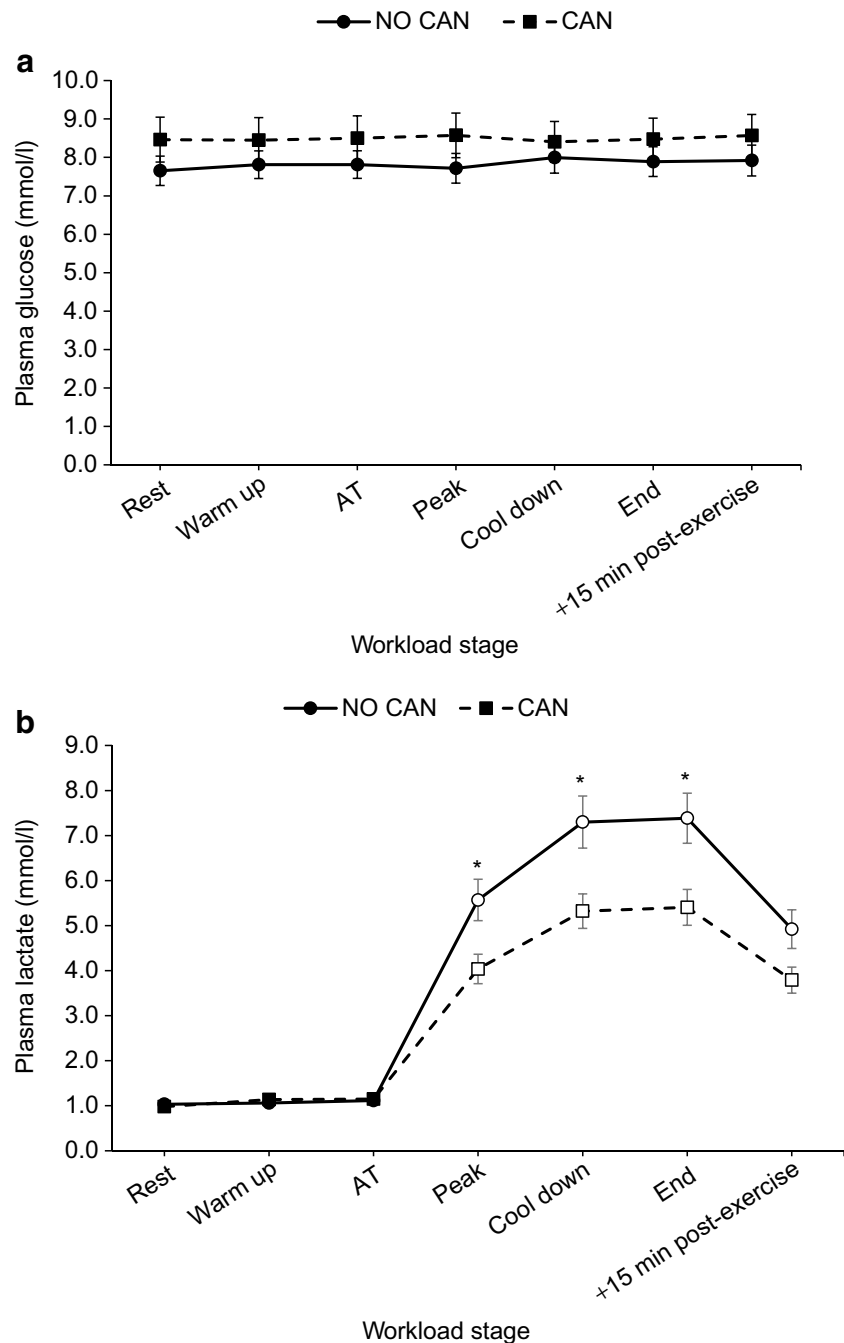 NO CAN CAN
a
10.0
9.0
8.0
7.0
6.0
5.0
4.0
3.0
2.0
1.0
0.0
Plasma glucose (mmol/l)
Rest
Warm up
AT
Peak
Cool down
End
+15 min post-exercise
Workload stage
b
NO CAN CAN
9.0
8.0
7.0
6.0
5.0
4.0
3.0
2.0
1.0
0.0
Plasma lactate (mmol/l)
*
*
*
Rest
Warm up
AT
Peak
Cool down
End
+15 min post-exercise
Workload stage